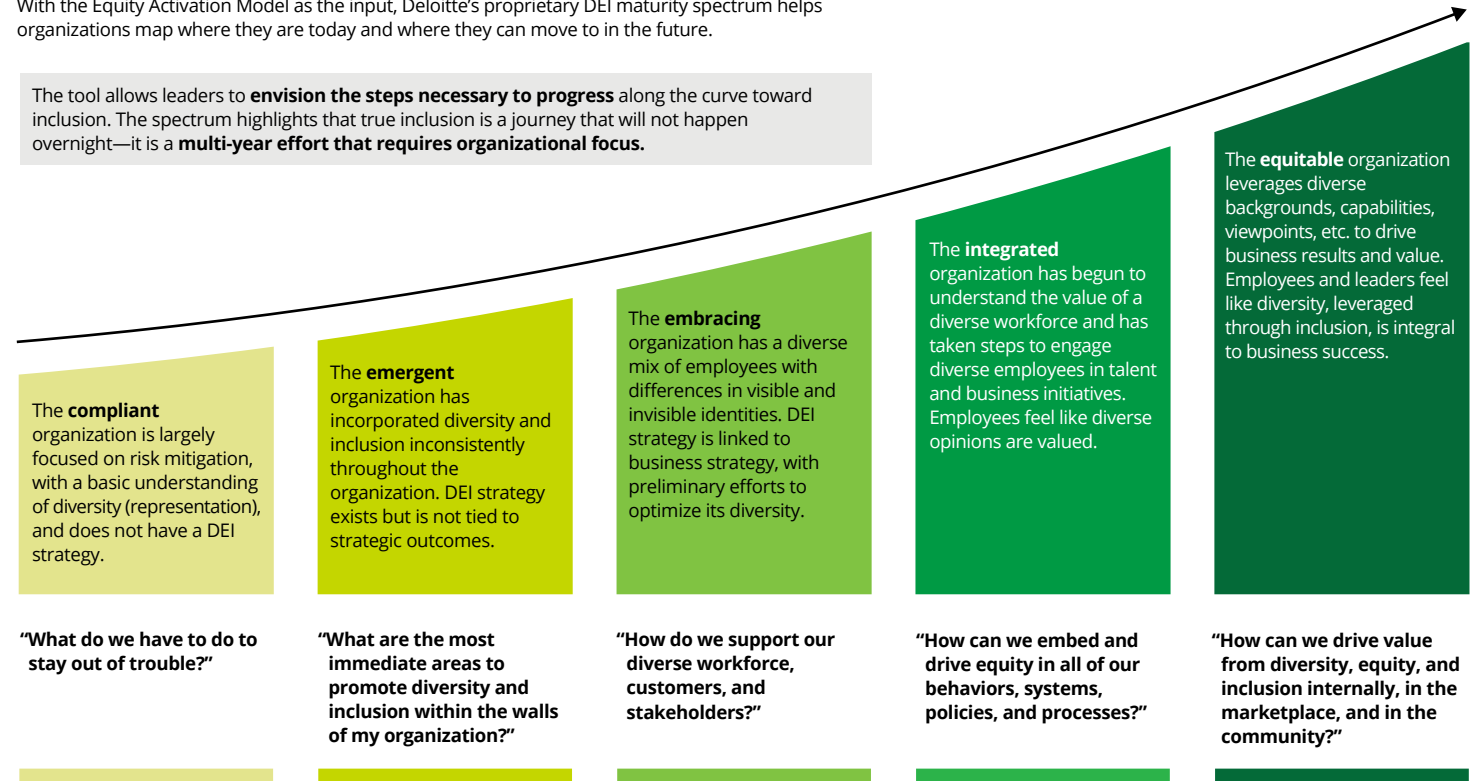 With the Equity Activation Model as the input, Deloitte’s proprietary DEI maturity spectrum helps
organizations map where they are today and where they can move to in the future.
The tool allows leaders to envision the steps necessary to progress along the curve toward
inclusion. The spectrum highlights that true inclusion is a journey that will not happen
overnight—it is a multi-year effort that requires organizational focus.
The compliant
organization is largely
focused on risk mitigation,
with a basic understanding
of diversity (representation),
and does not have a DEI
strategy.
The emergent
organization has
incorporated diversity and
inclusion inconsistently
throughout the
organization. DEI strategy
exists but is not tied to
strategic outcomes.
The embracing
organization has a diverse
mix of employees with
differences in visible and
invisible identities. DEI
strategy is linked to
business strategy, with
preliminary efforts to
optimize its diversity.
The integrated
organization has begun to
understand the value of a
diverse workforce and has
taken steps to engage
diverse employees in talent
and business initiatives.
Employees feel like diverse
opinions are valued.
The equitable organization
leverages diverse
backgrounds, capabilities,
viewpoints, etc. to drive
business results and value.
Employees and leaders feel
like diversity, leveraged
through inclusion, is integral
to business success.
“What do we have to do to
stay out of trouble?”
“What are the most
immediate areas to
promote diversity and
inclusion within the walls
of my organization?”
“How do we support our
diverse workforce,
customers, and
stakeholders?”
“How can we embed and
drive equity in all of our
behaviors, systems,
policies, and processes?”
“How can we drive value
from diversity, equity, and
inclusion internally, in the
marketplace, and in the
community?”